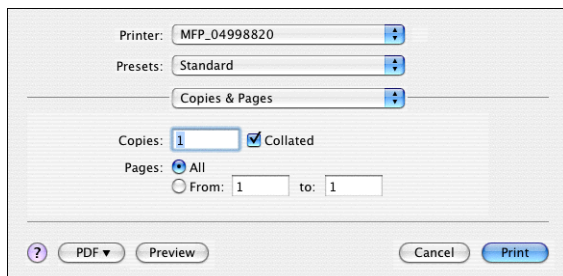 Printer: MFP_04998820
Presets: Standard
Copies & Pages
Copies: 1 Collated
Pages: All
From: 1 to: 1
? PDF▼ Preview Cancel Print